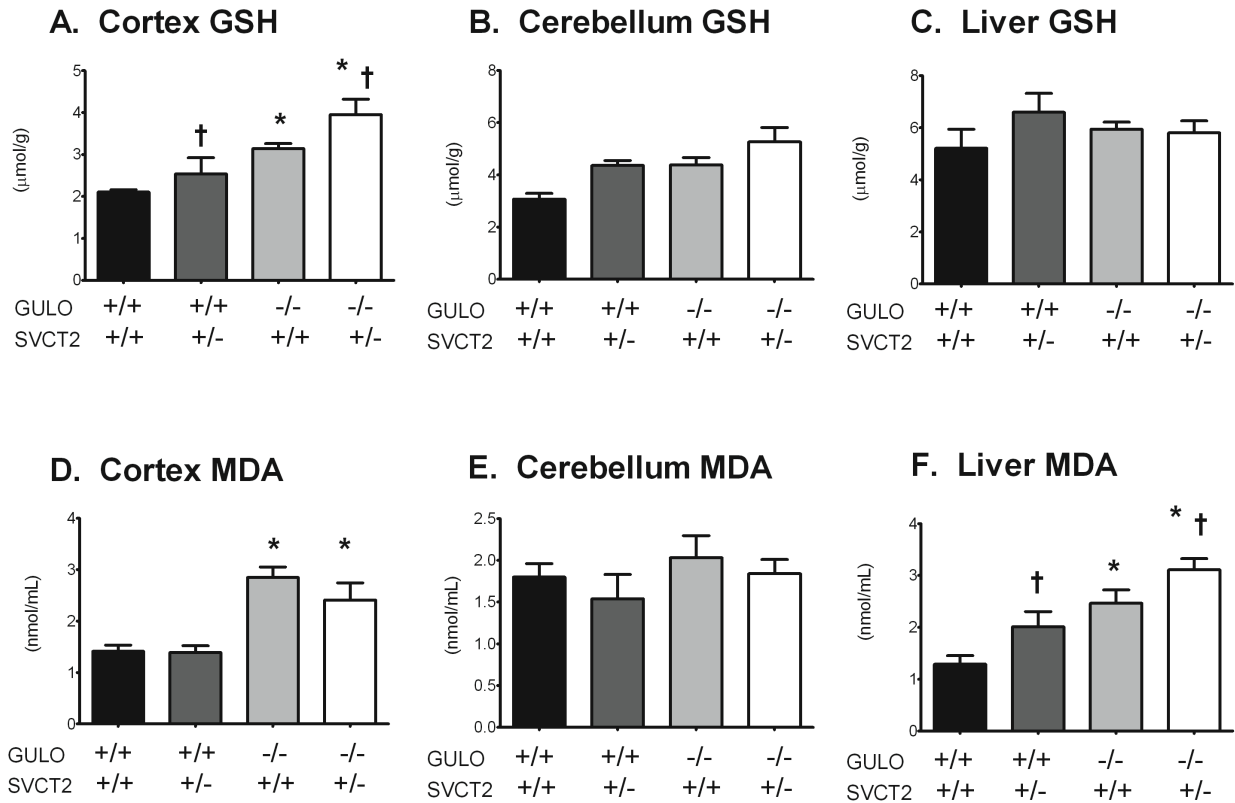 A. Cortex GSH
* †
† *
(μmol/g)
5
4
3
2
1
0
GULO +/+ +/+ -/- -/-
SVCT2 +/+ +/- +/+ +/-
B. Cerebellum GSH
(μmol/g)
8
6
4
2
0
GULO +/+ +/+ -/- -/-
SVCT2 +/+ +/- +/+ +/-
C. Liver GSH
(μmol/g)
8
6
4
2
0
GULO +/+ +/+ -/- -/-
SVCT2 +/+ +/- +/+ +/-
D. Cortex MDA
* *
(nmol/mL)
4
3
2
1
0
GULO +/+ +/+ -/- -/-
SVCT2 +/+ +/- +/+ +/-
E. Cerebellum MDA
(nmol/mL)
2.5
2.0
1.5
1.0
0.5
0.0
GULO +/+ +/+ -/- -/-
SVCT2 +/+ +/- +/+ +/-
F. Liver MDA
* †
† *
(nmol/mL)
4
3
2
1
0
GULO +/+ +/+ -/- -/-
SVCT2 +/+ +/- +/+ +/-